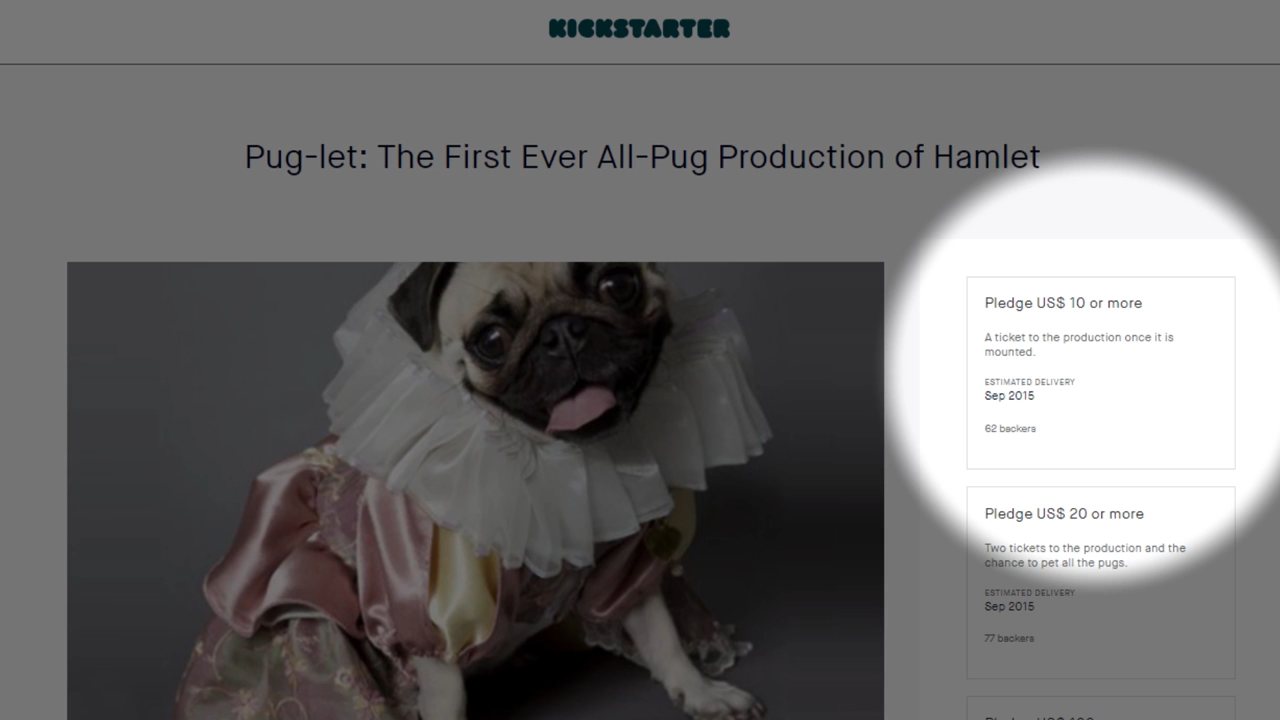 KICKSTARTER
Pug-let: The First Ever All-Pug Production of Hamlet
Pledge US$ 10 or more
A ticket to the production once it is
mounted.
ESTIMATED DELIVERY
Sep 2015
62 backers
Pledge US$ 20 or more
Two tickets to the production and the
chance to pet all the pugs.
ESTIMATED DELIVERY
Sep 2015
77 backers